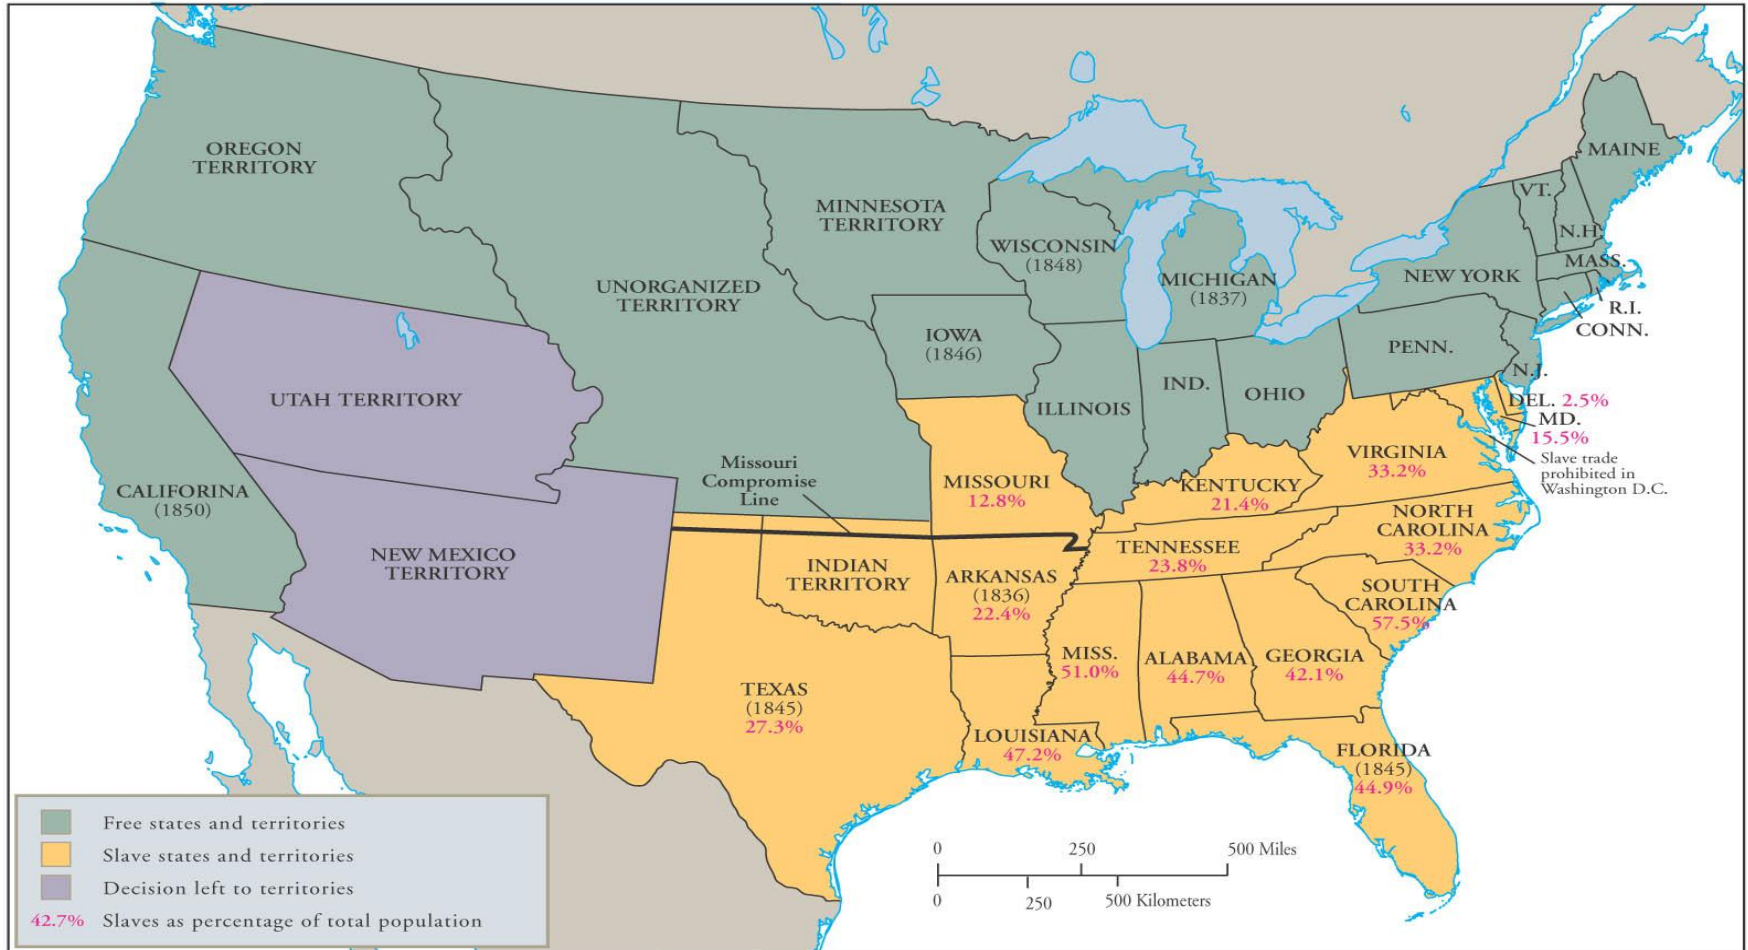 OREGON
TERRITORY
UNORGANIZED
TERRITORY
MINNESOTA
TERRITORY
WISCONSIN
(1848)
MICHIGAN
(1837)
MAINE
VT.
N.H.
MASS.
NEW YORK
R.I.
CONN.
PENN.
N.J.
IOWA
(1846)
ILLINOIS
IND.
OHIO
DEL. 2.5%
MD.
15.5%
Slave trade
prohibited in
Washington D.C.
UTAH TERRITORY
CALIFORINA
(1850)
NEW MEXICO
TERRITORY
Missouri
Compromise
Line
MISSOURI
12.8%
KENTUCKY
21.4%
VIRGINIA
33.2%
NORTH
CAROLINA
33.2%
TENNESSEE
23.8%
INDIAN
TERRITORY
ARKANSAS
(1836)
22.4%
SOUTH
CAROLINA
57.5%
MISS.
51.0%
ALABAMA
44.7%
GEORGIA
42.1%
TEXAS
(1845)
27.3%
LOUISIANA
47.2%
FLORIDA
(1845)
44.9%
Free states and territories
Slave states and territories
Decision left to territories
42.7% Slaves as percentage of total population
0 250 500 Miles
0 250 500 Kilometers